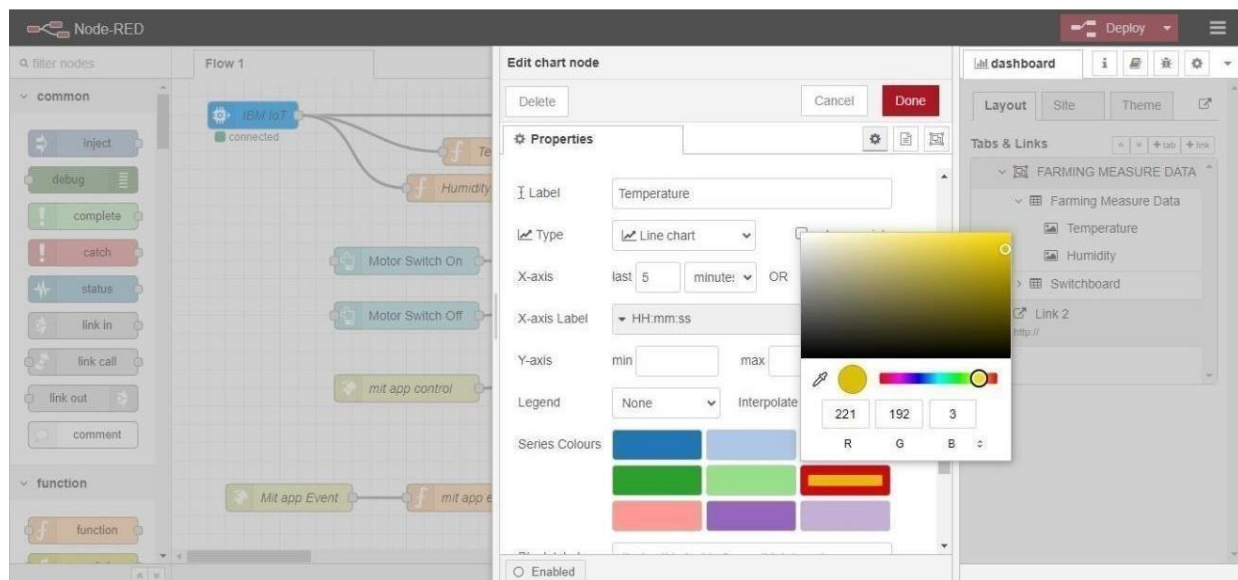 Node-RED
Deploy
filter nodes
common
inject
debug
complete
catch
status
link in
link call
link out
comment
function
function
Flow 1
IBM IoT
connected
Te
Humidity
Motor Switch On
Motor Switch Off
mit app control
Mit app Event
mit app e
Edit chart node
Delete
Cancel
Done
Properties
Label
Temperature
Type
Line chart
X-axis
last 5
OR
X-axis Label
HH:mm:ss
Y-axis
min
max
Legend
None
Interpolate
Series Colours
221 192 3
R G B
Enabled
dashboard
i
Layout
Site
Theme
Tabs & Links
+ tab
+ link
FARMING MEASURE DATA
Farming Measure Data
Temperature
Humidity
Switchboard
Link 2
http://